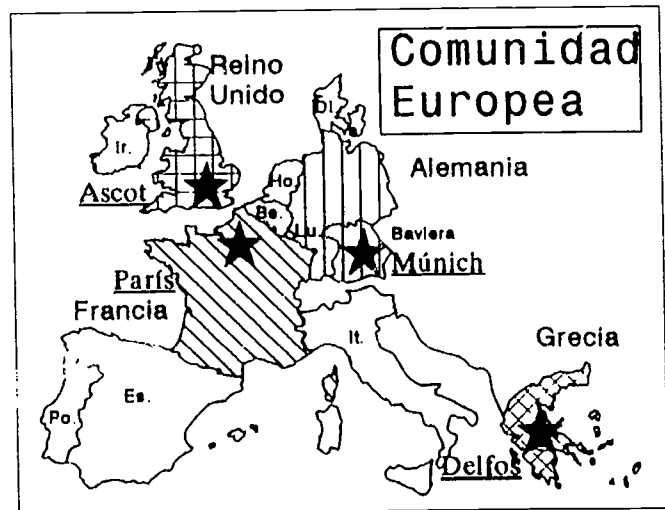 Comunidad
Europea
Reino
Unido
Ir.
Ascot
Di.
Ho.
Alemania
Be.
Lu.
Baviera
Múnich
París
Francia
It.
Grecia
Es.
Po.
Delfos